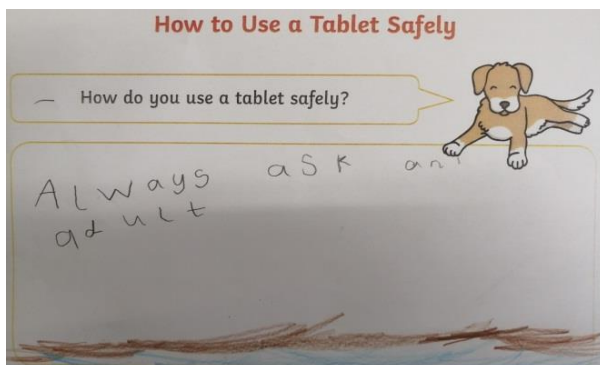 How to Use a Tablet Safely
How do you use a tablet safely?
Always ask an
adult